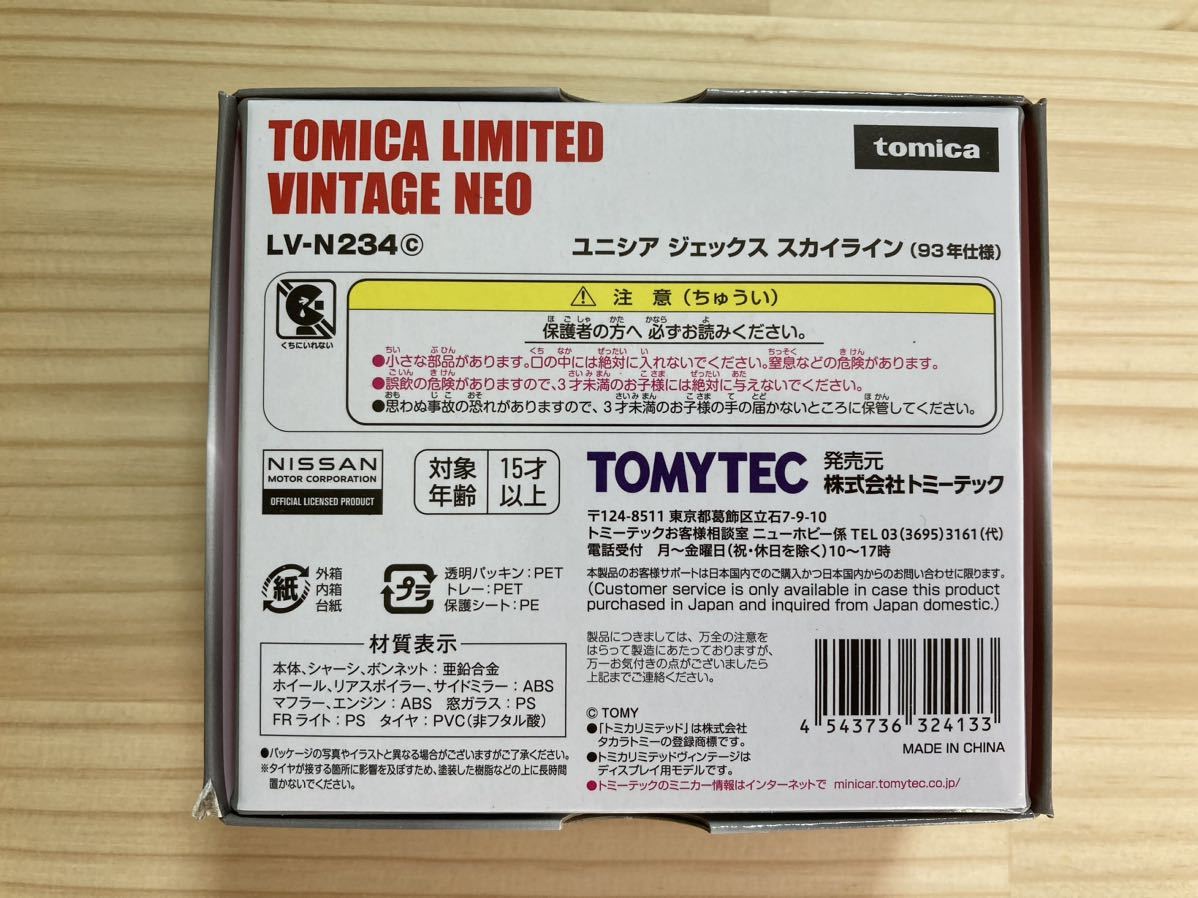 TOMICA LIMITED
VINTAGE NEO
tomica
LV-N234ⓒ
ユニシア ジェックス スカイライン (93年仕様)
くちにいれない
⚠ 注 意(ちゅうい)
保護者の方へ 必ずお読みください。
●小さな部品があります。口の中には絶対に入れないでください。窒息などの危険があります。
●誤飲の危険がありますので、3才未満のお子様には絶対に与えないでください。
●思わぬ事故の恐れがありますので、3才未満のお子様の手の届かないところに保管してください。
NISSAN
MOTOR CORPORATION
OFFICIAL LICENSED PRODUCT
対象年齢 15才以上
TOMYTEC
発売元
株式会社トミーテック
〒124-8511 東京都葛飾区立石7-9-10
トミーテックお客様相談室 ニューホビー係 TEL 03(3695)3161(代)
電話受付 月~金曜日(祝・休日を除く)10~17時
紙
外箱
内箱
台紙
プラ
透明パッキン:PET
トレー:PET
保護シート:PE
本製品のお客様サポートは日本国内でのご購入かつ日本国内からのお問い合わせに限ります。
(Customer service is only available in case this product
purchased in Japan and inquired from Japan domestic.)
材質表示
本体、シャーシ、ボンネット:亜鉛合金
ホイール、リアスポイラー、サイドミラー:ABS
マフラー、エンジン:ABS 窓ガラス:PS
FRライト:PS タイヤ:PVC(非フタル酸)
●パッケージの写真やイラストと異なる場合がございますがご了承ください。
※タイヤが接する箇所に影響を及ぼすため、塗装した樹脂などの上に長時間
置かないでください。
製品につきましては、万全の注意を
はらって製造にあたっておりますが、
万一お気付きの点がございましたら
上記までご連絡ください。
© TOMY
●「トミカリミテッド」は株式会社
タカラトミーの登録商標です。
●トミカリミテッドヴィンテージは
ディスプレイ用モデルです。
●トミーテックのミニカー情報はインターネットで minicar.tomytec.co.jp/
4 543736 324133
MADE IN CHINA